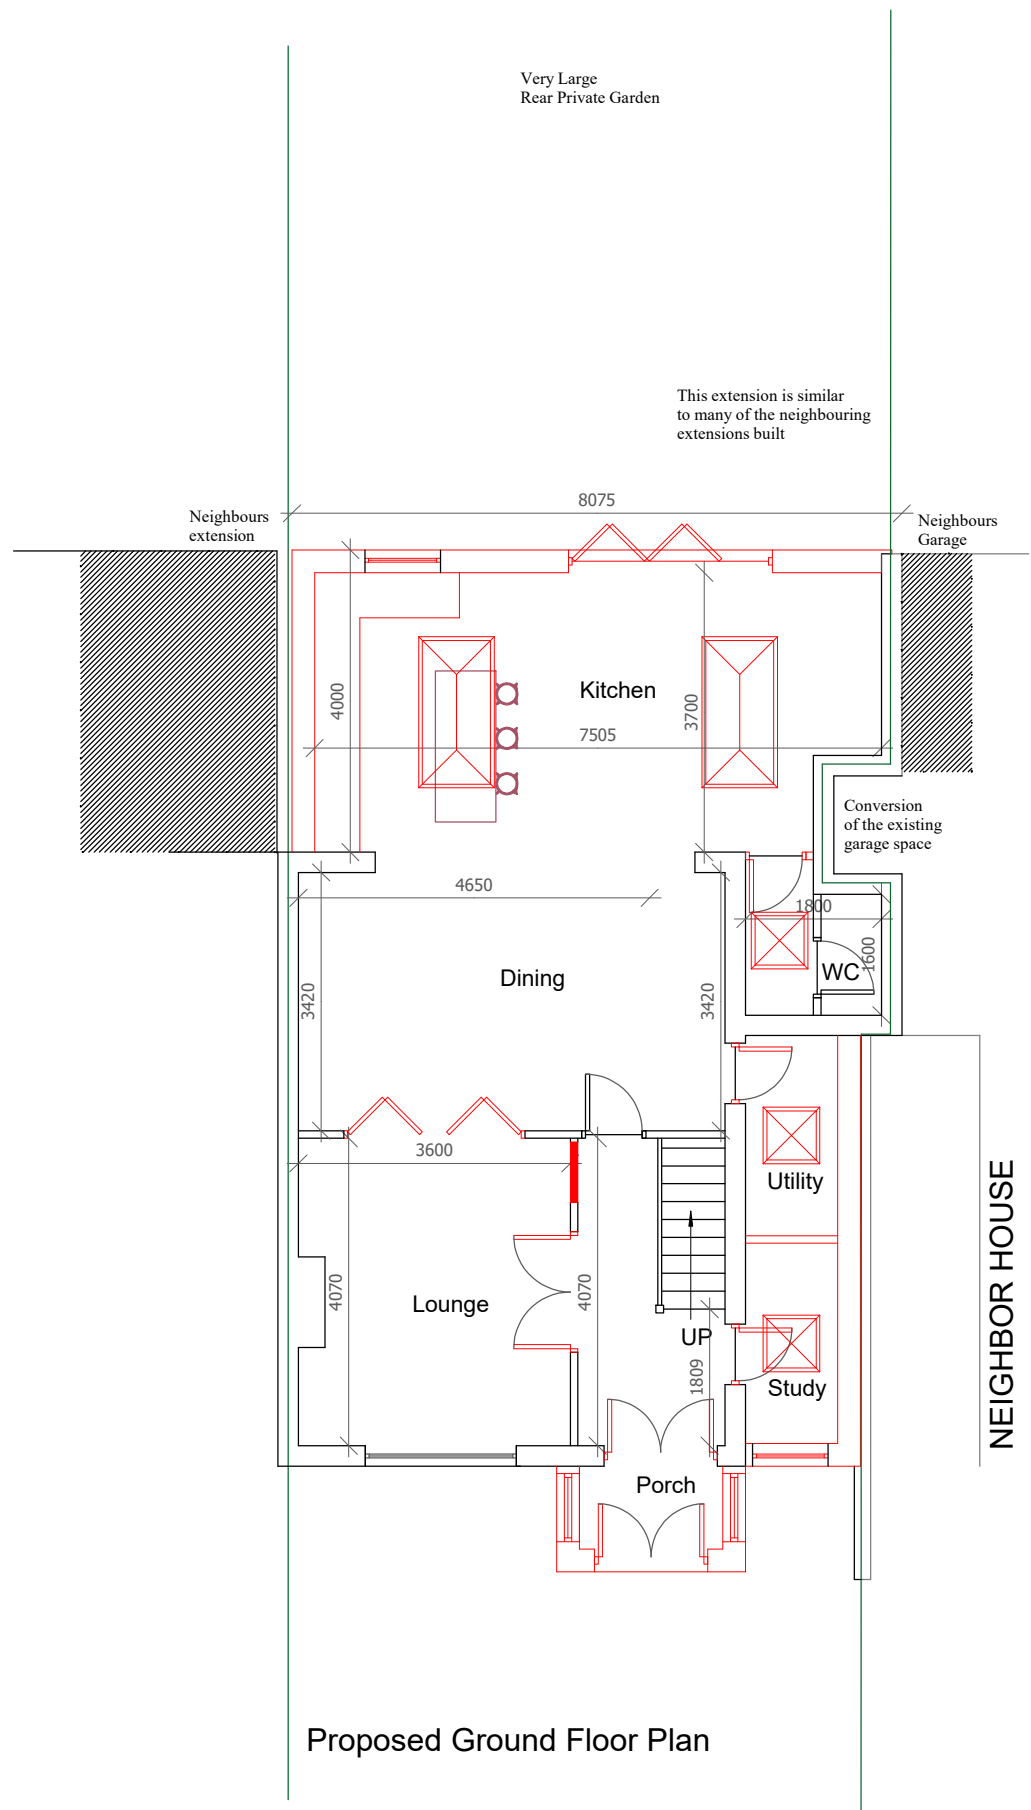 Very Large
Rear Private Garden
This extension is similar
to many of the neighbouring
extensions built
8075
Neighbours
extension
Neighbours
Garage
Kitchen
4000
3700
7505
Conversion
of the existing
garage space
4650
1800
WC
1600
Dining
3420
3420
3600
Utility
NEIGHBOR HOUSE
4070
Lounge
4070
UP
1809
Study
Porch
Proposed Ground Floor Plan